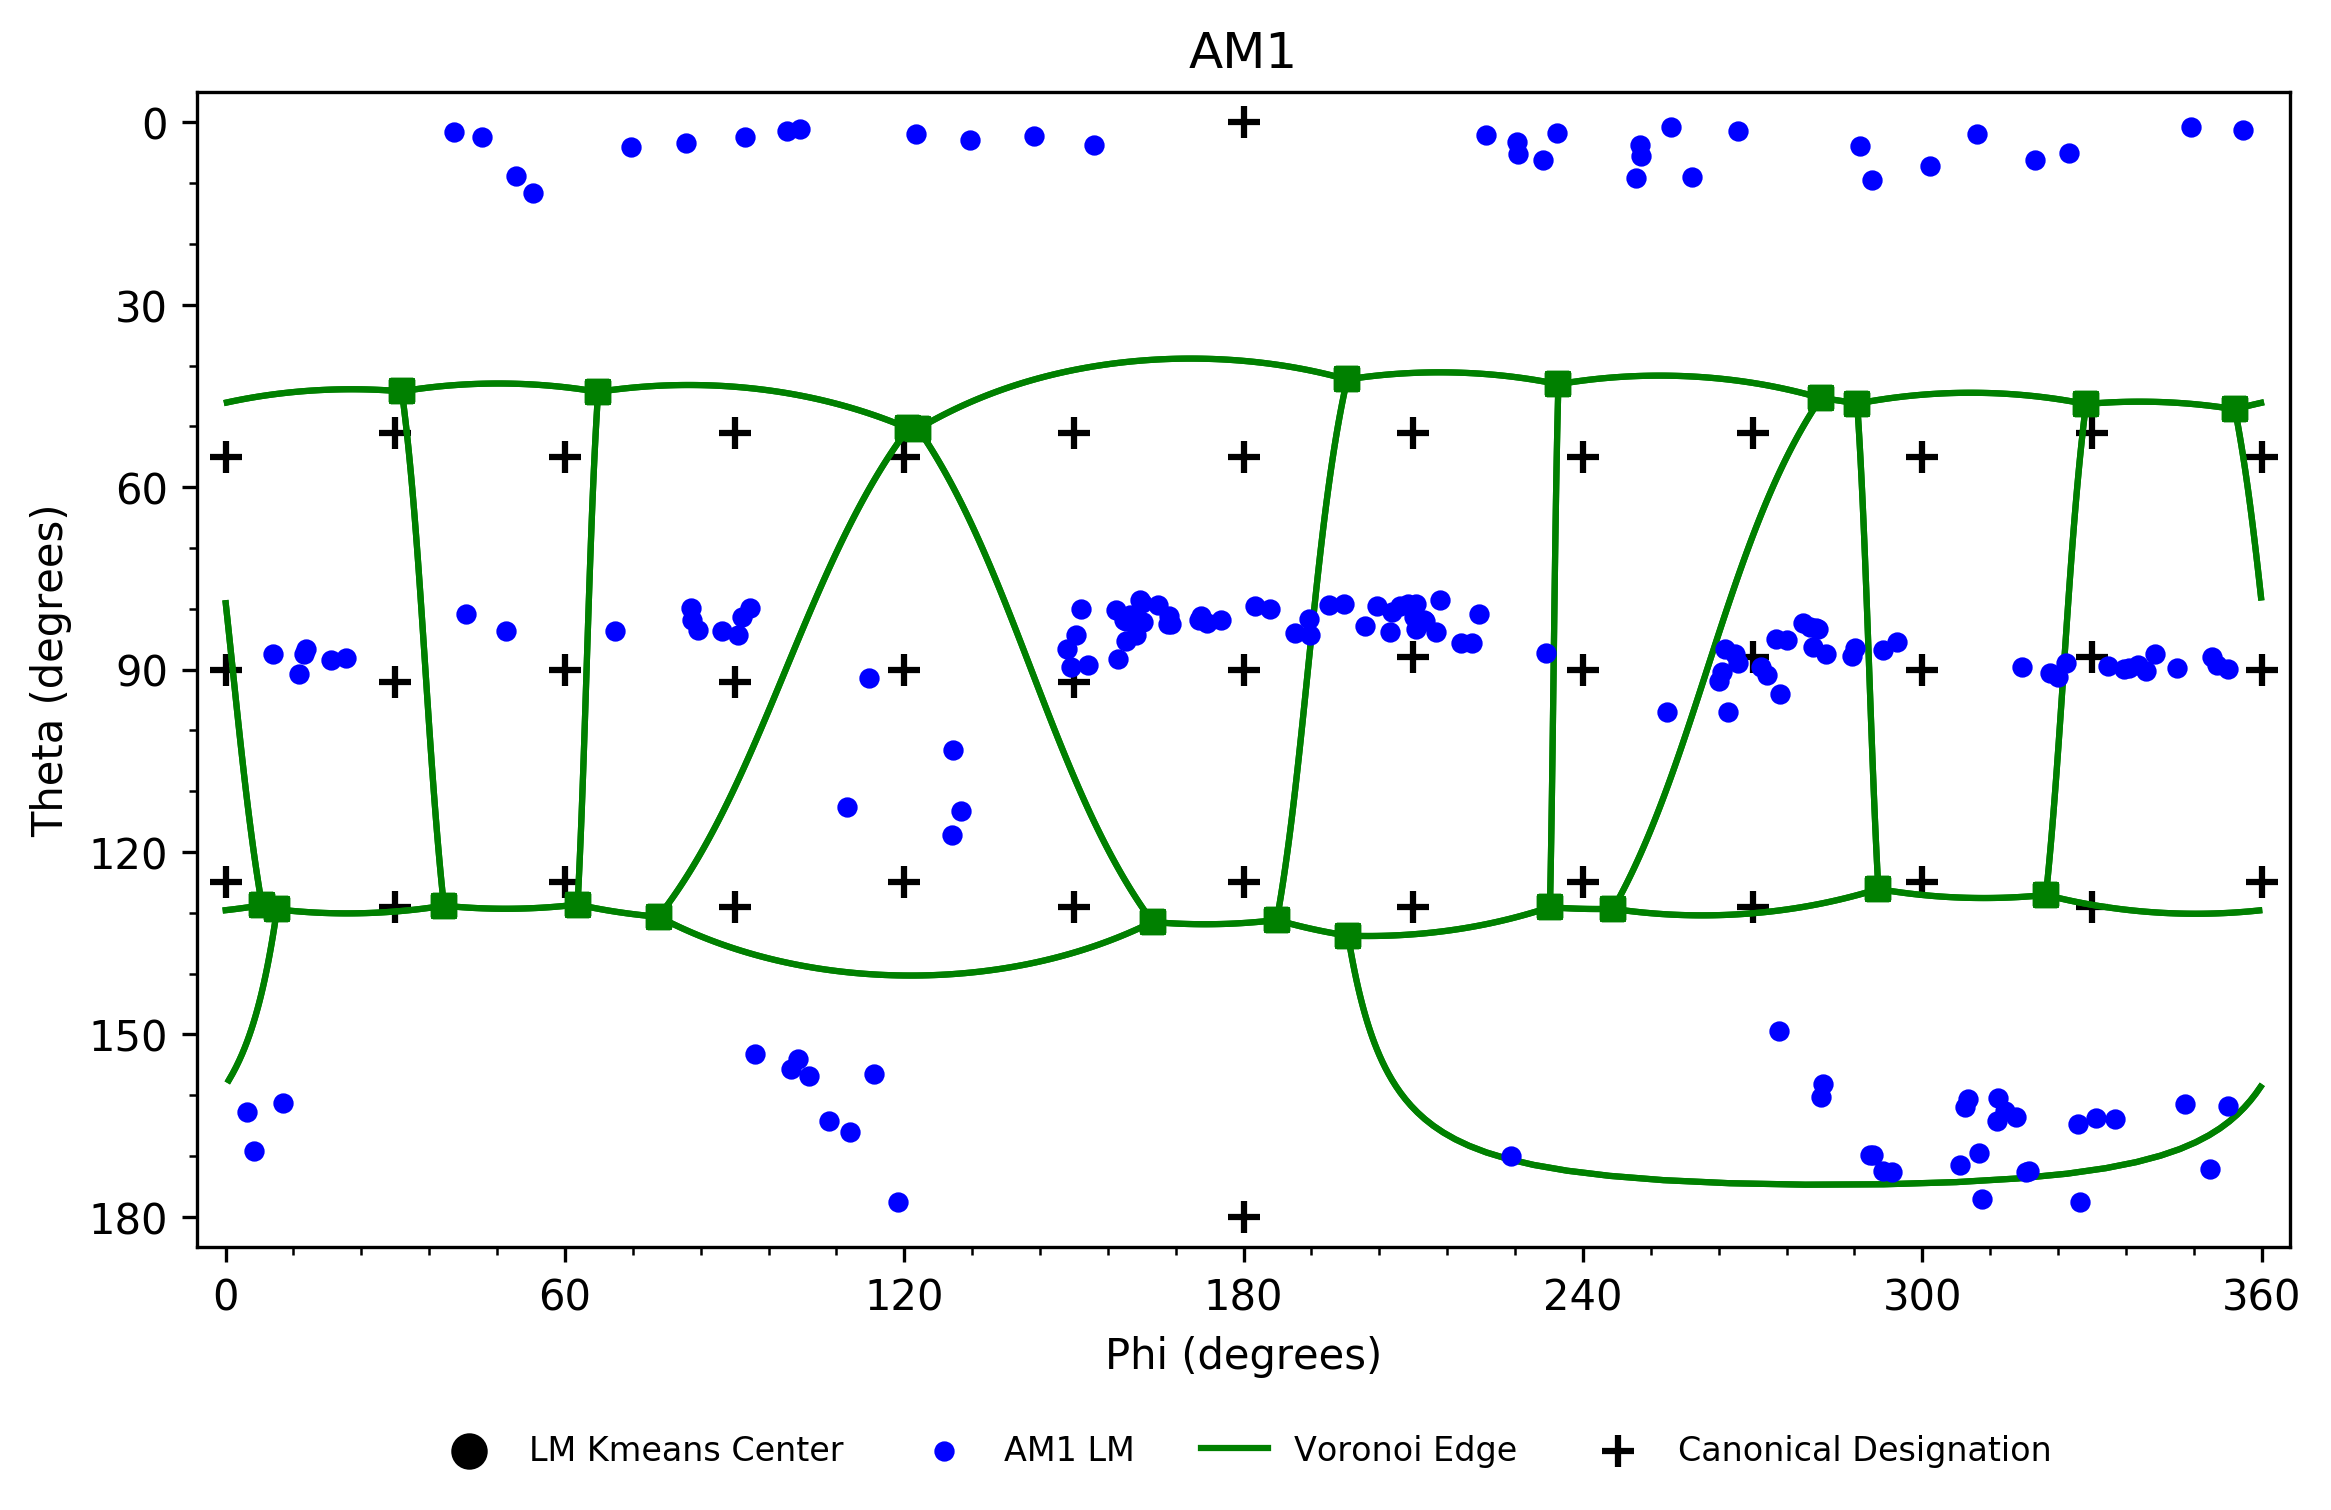 AM1
0
30
60
90
120
150
180
Theta (degrees)
0 60 120 180 240 300 360
Phi (degrees)
LM Kmeans Center AM1 LM Voronoi Edge Canonical Designation